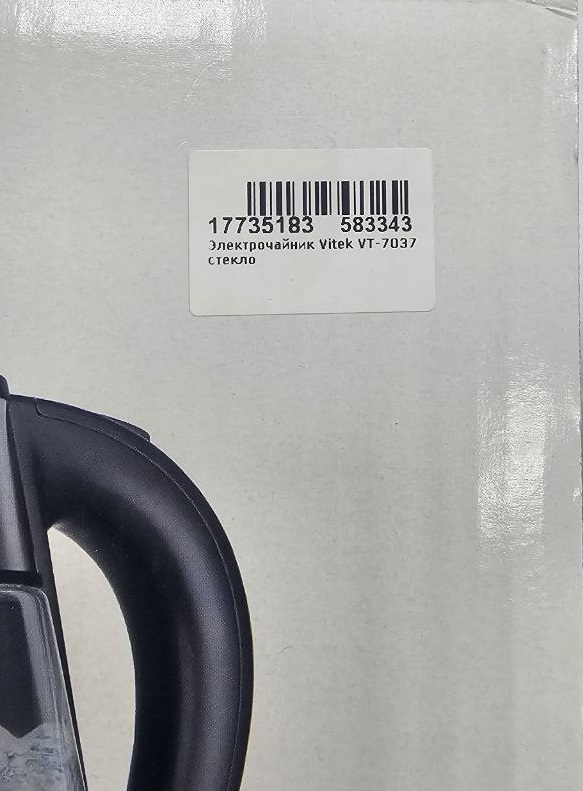 17735183 583343
Электрочайник Vitek VT-7037
стекло